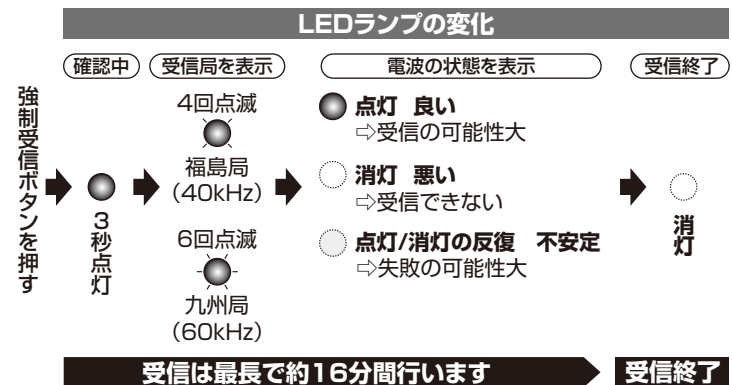 LEDランプの変化
確認中
受信局を表示
電波の状態を表示
受信終了
強制受信ボタンを押す
3秒点灯
4回点滅
福島局
(40kHz)
6回点滅
九州局
(60kHz)
点灯 良い
⇨受信の可能性大
消灯 悪い
⇨受信できない
点灯/消灯の反復 不安定
⇨失敗の可能性大
消灯
受信は最長で約16分間行います
受信終了